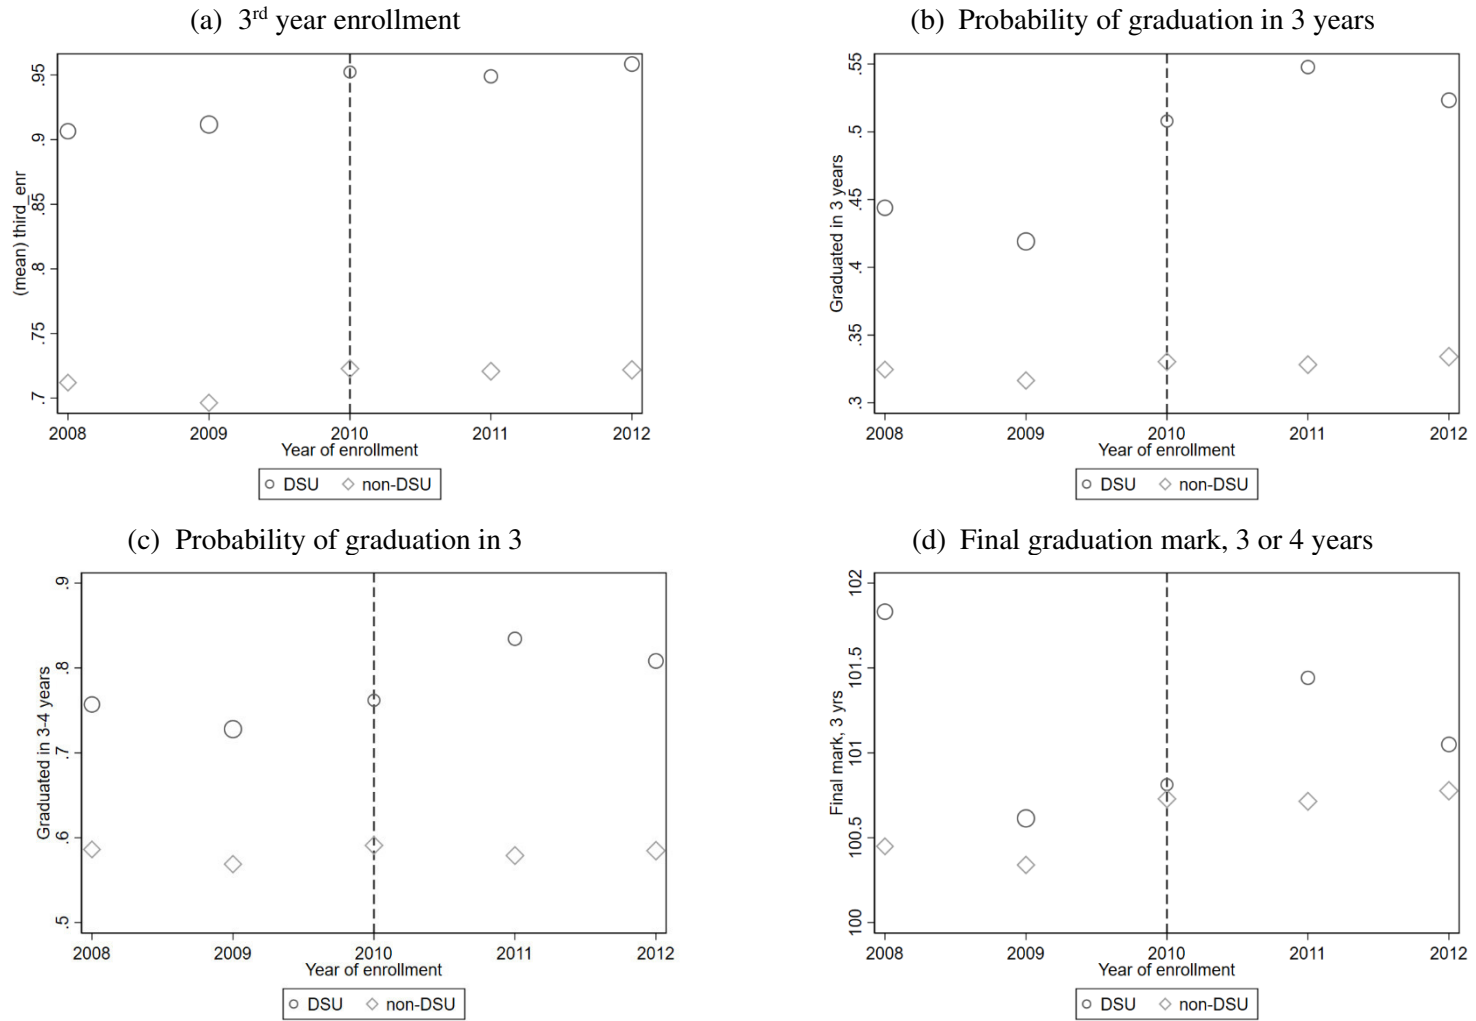 (a) 3rd year enrollment
(mean) third_enr
.95
.9
.85
.8
.75
.7
2008 2009 2010 2011 2012
Year of enrollment
DSU non-DSU
(b) Probability of graduation in 3 years
Graduated in 3 years
.55
.5
.45
.4
.35
.3
2008 2009 2010 2011 2012
Year of enrollment
DSU non-DSU
(c) Probability of graduation in 3
Graduated in 3-4 years
.9
.8
.7
.6
.5
2008 2009 2010 2011 2012
Year of enrollment
DSU non-DSU
(d) Final graduation mark, 3 or 4 years
Final mark, 3 yrs
102
101.5
101
100.5
100
2008 2009 2010 2011 2012
Year of enrollment
DSU non-DSU